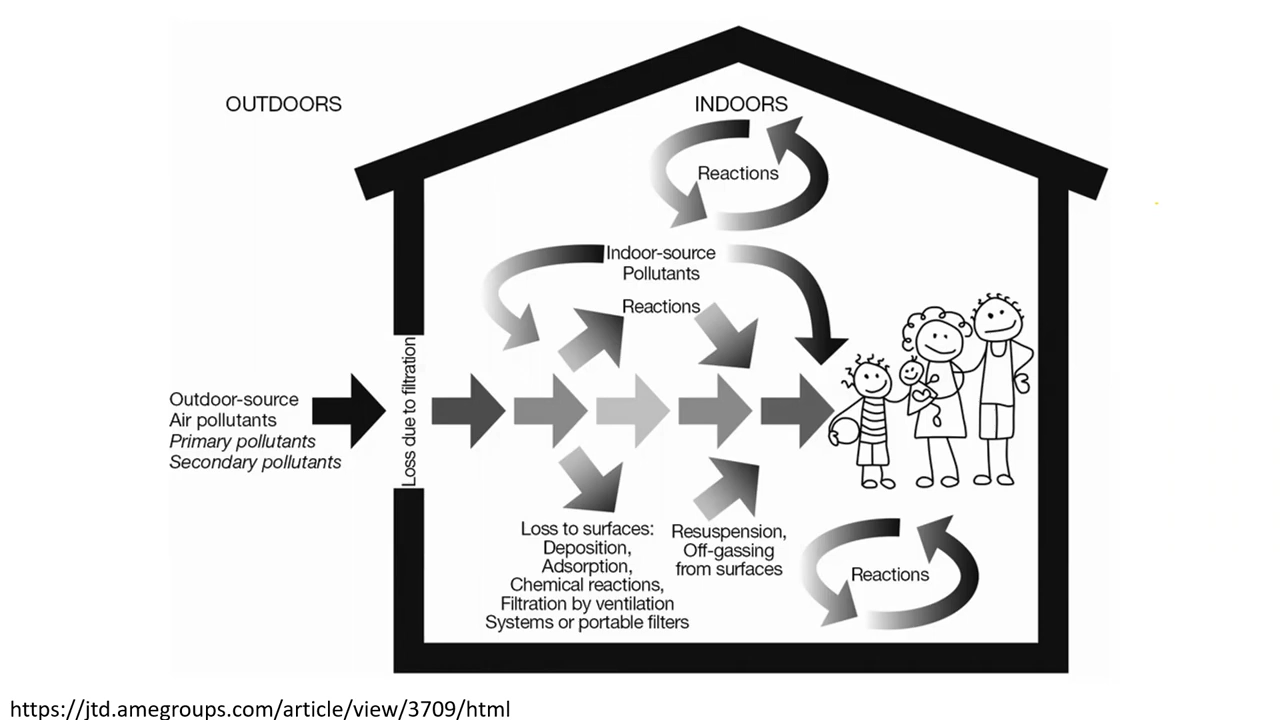 OUTDOORS
INDOORS
Reactions
Indoor-source
Pollutants
Reactions
Loss due to filtration
Outdoor-source
Air pollutants
Primary pollutants
Secondary pollutants
Loss to surfaces:
Deposition,
Adsorption,
Chemical reactions,
Filtration by ventilation
Systems or portable filters
Resuspension,
Off-gassing
from surfaces
Reactions
https://jtd.amegroups.com/article/view/3709/html